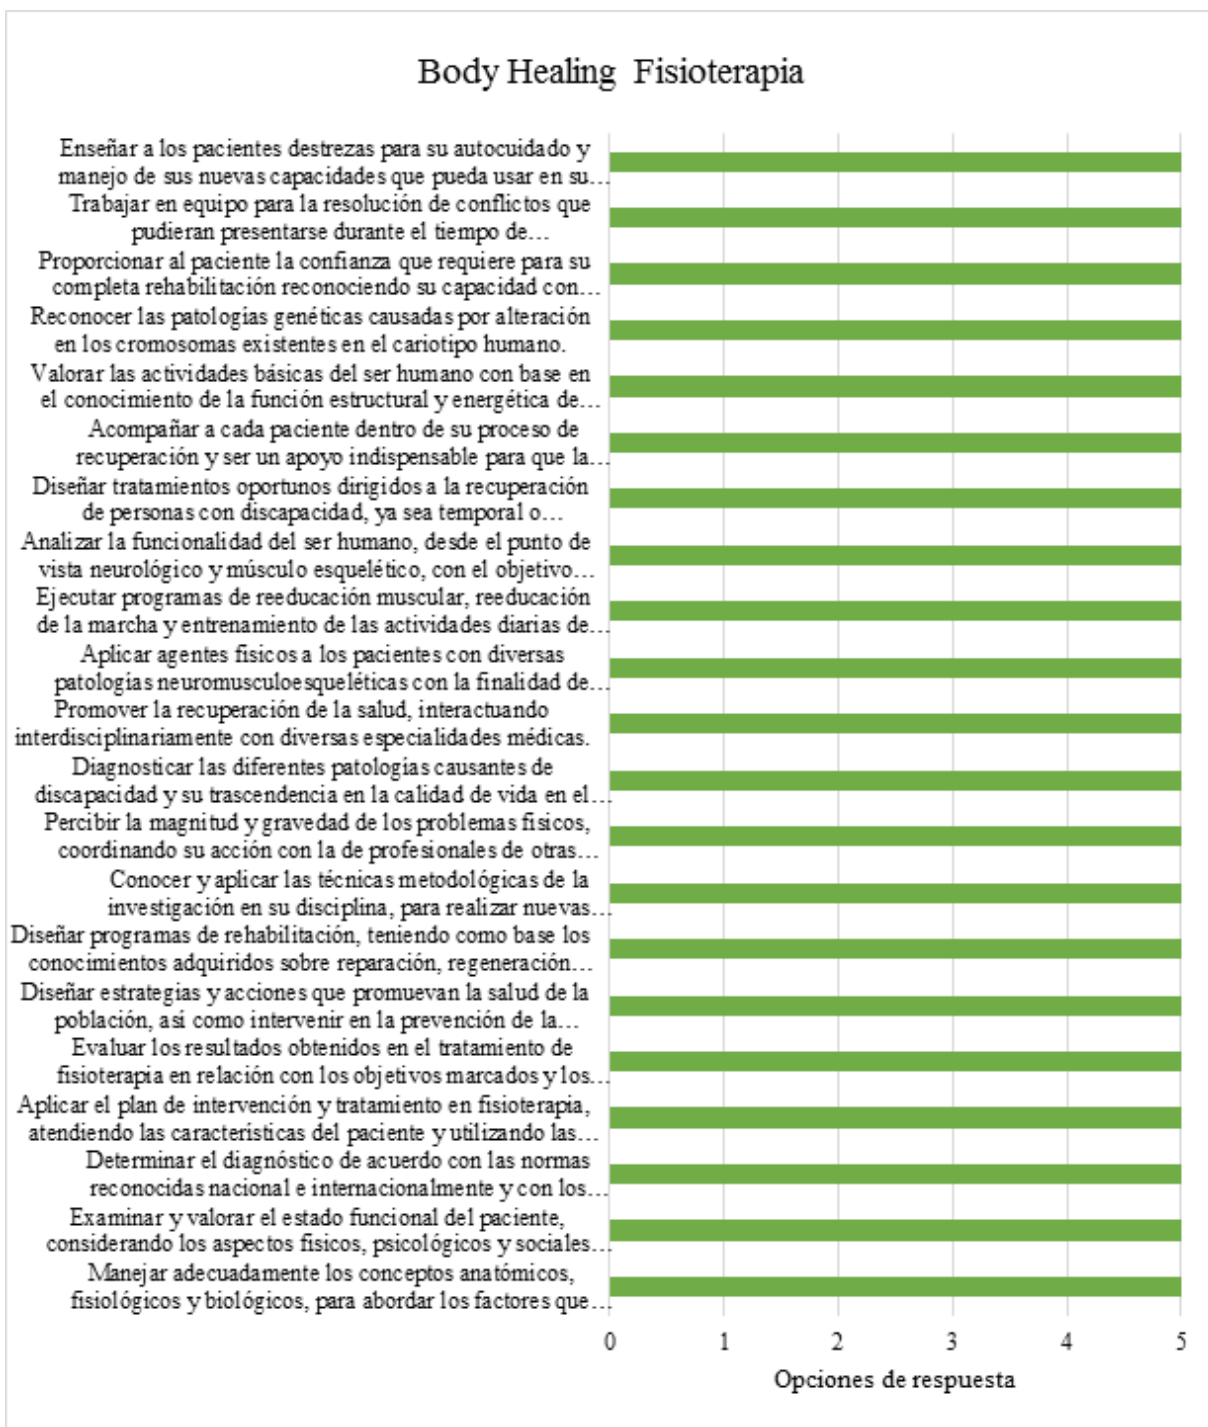 Body Healing  Fisioterapia
Enseñar a los pacientes destrezas para su autocuidado y
manejo de sus nuevas capacidades que pueda usar en su…
Trabajar en equipo para la resolución de conflictos que
pudieran presentarse durante el tiempo de…
Proporcionar al paciente la confianza que requiere para su
completa rehabilitación reconociendo su capacidad con…
Reconocer las patologías genéticas causadas por alteración
en los cromosomas existentes en el cariotipo humano.
Valorar las actividades básicas del ser humano con base en
el conocimiento de la función estructural y energética de…
Acompañar a cada paciente dentro de su proceso de
recuperación y ser un apoyo indispensable para que la…
Diseñar tratamientos oportunos dirigidos a la recuperación
de personas con discapacidad, ya sea temporal o…
Analizar la funcionalidad del ser humano, desde el punto de
vista neurológico y músculo esquelético, con el objetivo…
Ejecutar programas de reeducación muscular, reeducación
de la marcha y entrenamiento de las actividades diarias de…
Aplicar agentes físicos a los pacientes con diversas
patologías neuromusculoesqueléticas con la finalidad de…
Promover la recuperación de la salud, interactuando
interdisciplinariamente con diversas especialidades médicas.
Diagnosticar las diferentes patologías causantes de
discapacidad y su trascendencia en la calidad de vida en el…
Percibir la magnitud y gravedad de los problemas físicos,
coordinando su acción con la de profesionales de otras…
Conocer y aplicar las técnicas metodológicas de la
investigación en su disciplina, para realizar nuevas…
Diseñar programas de rehabilitación, teniendo como base los
conocimientos adquiridos sobre reparación, regeneración…
Diseñar estrategias y acciones que promuevan la salud de la
población, así como intervenir en la prevención de la…
Evaluar los resultados obtenidos en el tratamiento de
fisioterapia en relación con los objetivos marcados y los…
Aplicar el plan de intervención y tratamiento en fisioterapia,
atendiendo las características del paciente y utilizando las…
Determinar el diagnóstico de acuerdo con las normas
reconocidas nacional e internacionalmente y con los…
Examinar y valorar el estado funcional del paciente,
considerando los aspectos físicos, psicológicos y sociales…
Manejar adecuadamente los conceptos anatómicos,
fisiológicos y biológicos, para abordar los factores que…
0 1 2 3 4 5
Opciones de respuesta